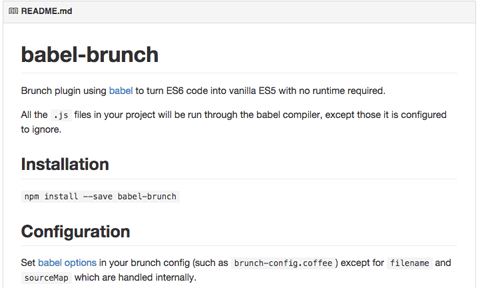 README.md
babel-brunch
Brunch plugin using babel to turn ES6 code into vanilla ES5 with no runtime required.
All the .js files in your project will be run through the babel compiler, except those it is configured
to ignore.
Installation
npm install --save babel-brunch
Configuration
Set babel options in your brunch config (such as brunch-config.coffee) except for filename and
sourceMap which are handled internally.